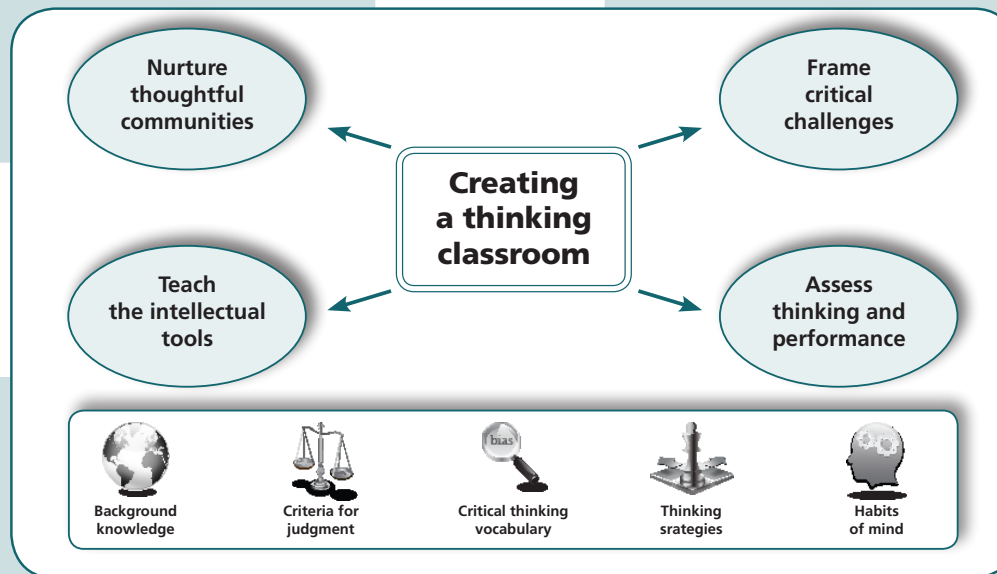 Nurture
thoughtful
communities
Frame
critical
challenges
Creating
a thinking
classroom
Teach
the intellectual
tools
Assess
thinking and
performance
bias
Background
knowledge
Criteria for
judgment
Critical thinking
vocabulary
Thinking
srategies
Habits
of mind